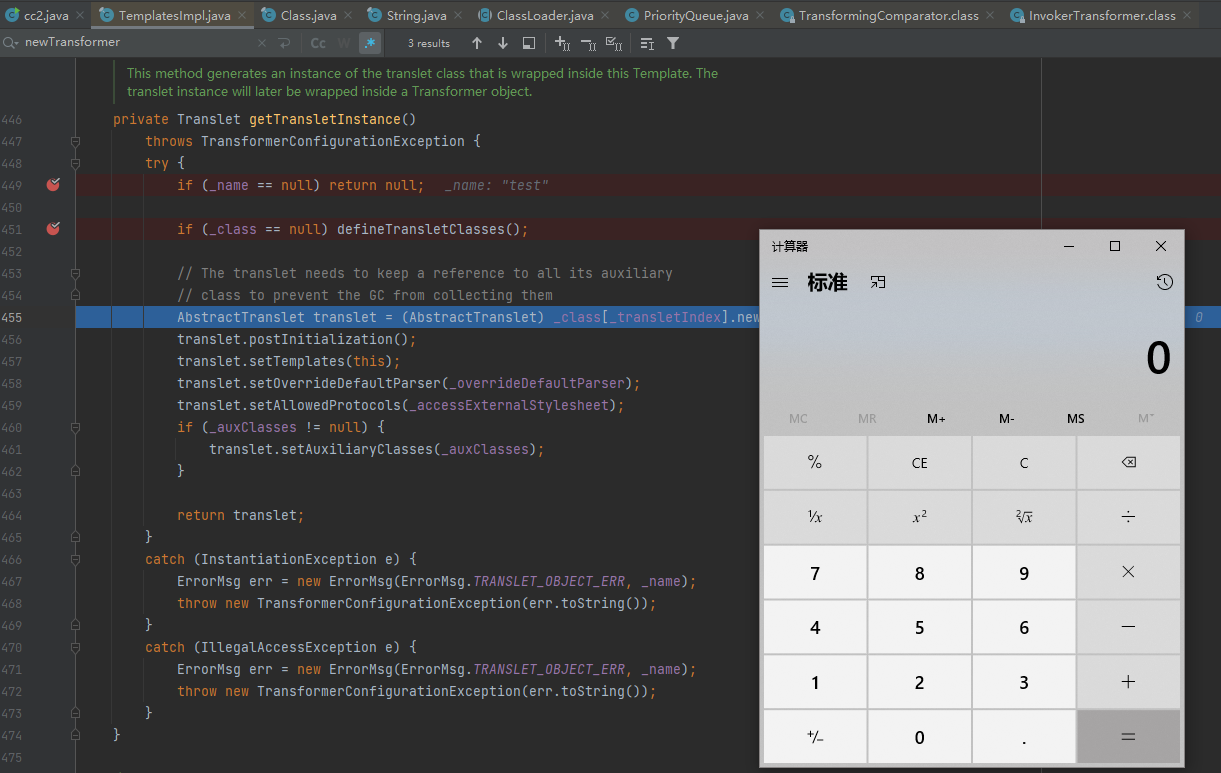 cc2.java TemplatesImpl.java Class.java String.java ClassLoader.java PriorityQueue.java TransformingComparator.class InvokerTransformer.class
newTransformer Cc W .* 3 results
This method generates an instance of the translet class that is wrapped inside this Template. The
translet instance will later be wrapped inside a Transformer object.
446 private Translet getTransletInstance()
447 throws TransformerConfigurationException {
448 try {
449 if (_name == null) return null; _name: "test"
450
451 if (_class == null) defineTransletClasses();
452
453 // The translet needs to keep a reference to all its auxiliary
454 // class to prevent the GC from collecting them
455 AbstractTranslet translet = (AbstractTranslet) _class[_transletIndex].new 0
456 translet.postInitialization();
457 translet.setTemplates(this);
458 translet.setOverrideDefaultParser(_overrideDefaultParser);
459 translet.setAllowedProtocols(_accessExternalStylesheet);
460 if (_auxClasses != null) {
461 translet.setAuxiliaryClasses(_auxClasses);
462 }
463
464 return translet;
465 }
466 catch (InstantiationException e) {
467 ErrorMsg err = new ErrorMsg(ErrorMsg.TRANSLET_OBJECT_ERR, _name);
468 throw new TransformerConfigurationException(err.toString());
469 }
470 catch (IllegalAccessException e) {
471 ErrorMsg err = new ErrorMsg(ErrorMsg.TRANSLET_OBJECT_ERR, _name);
472 throw new TransformerConfigurationException(err.toString());
473 }
474 }
475
计算器
标准
0
MC MR M+ M- MS M˅
% CE C ⌫
¹/x x² ²√x ÷
7 8 9 ×
4 5 6 −
1 2 3 +
+/− 0 . =